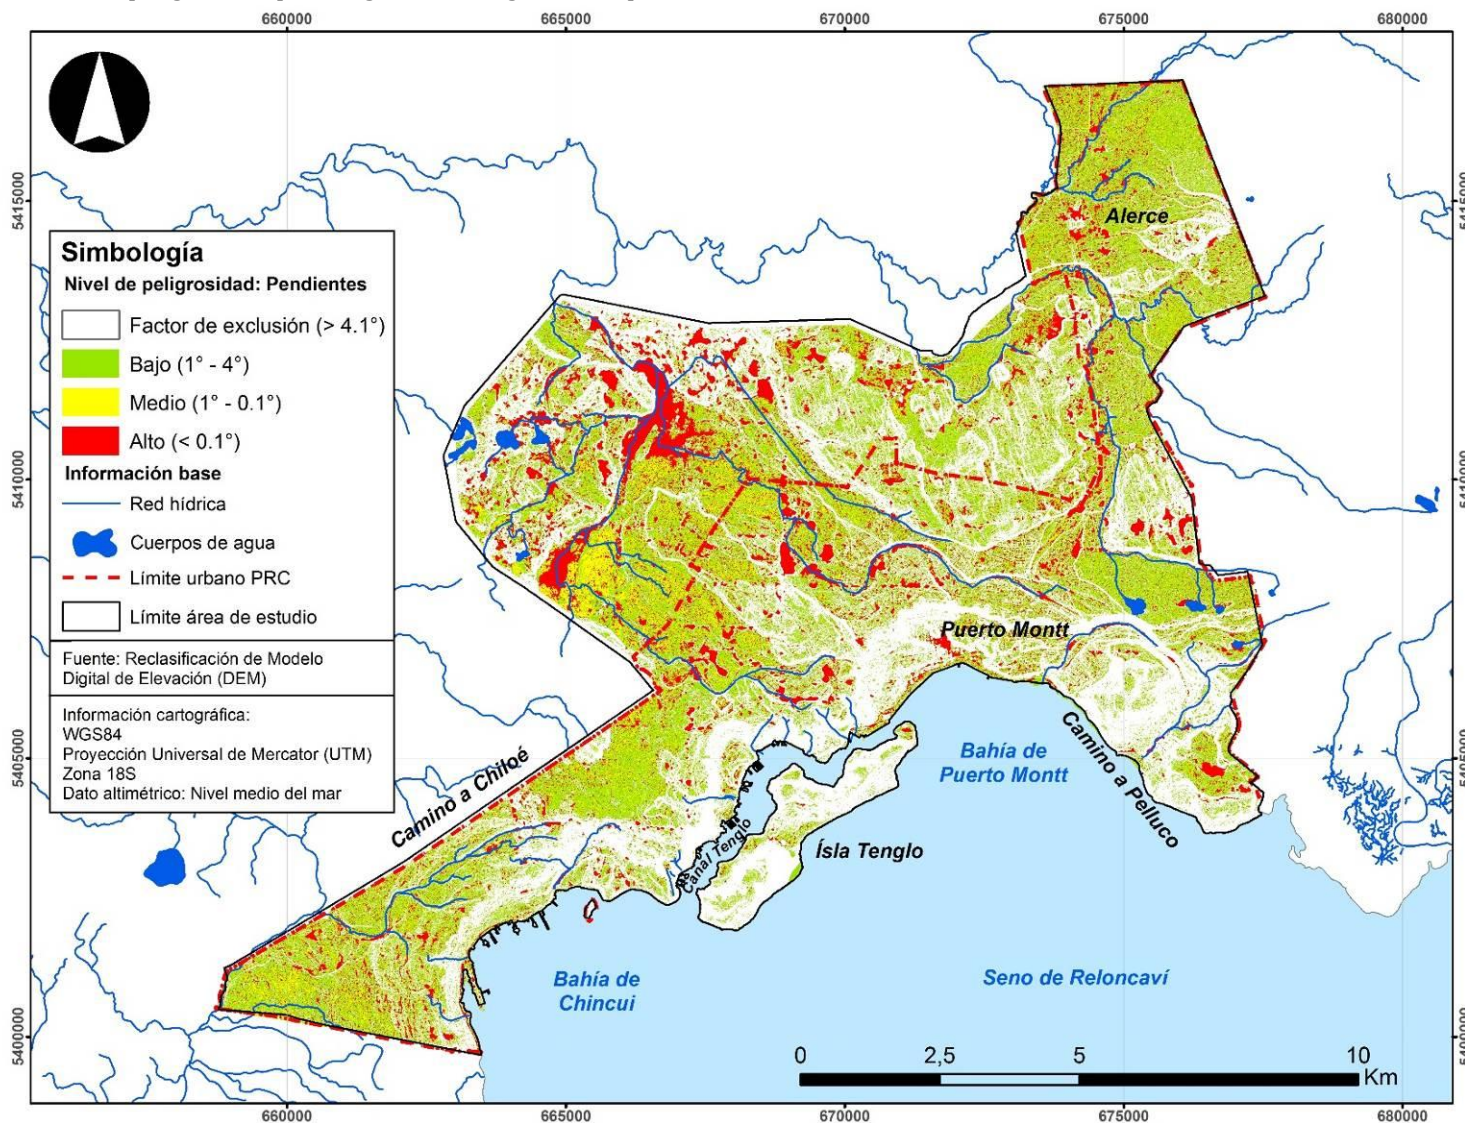 660000
665000
670000
675000
680000
5415000
5415000
5410000
5410000
5405000
5405000
5400000
5400000
Simbología
Nivel de peligrosidad: Pendientes
Factor de exclusión (> 4.1°)
Bajo (1° - 4°)
Medio (1° - 0.1°)
Alto (< 0.1°)
Información base
Red hídrica
Cuerpos de agua
Límite urbano PRC
Límite área de estudio
Fuente: Reclasificación de Modelo
Digital de Elevación (DEM)
Información cartográfica:
WGS84
Proyección Universal de Mercator (UTM)
Zona 18S
Dato altimétrico: Nivel medio del mar
Alerce
Puerto Montt
Camino a Chiloé
Canal Tenglo
Ísla Tenglo
Bahía de
Puerto Montt
Camino a Pelluco
Bahía de
Chincui
Seno de Reloncaví
0
2,5
5
10
Km
660000
665000
670000
675000
680000